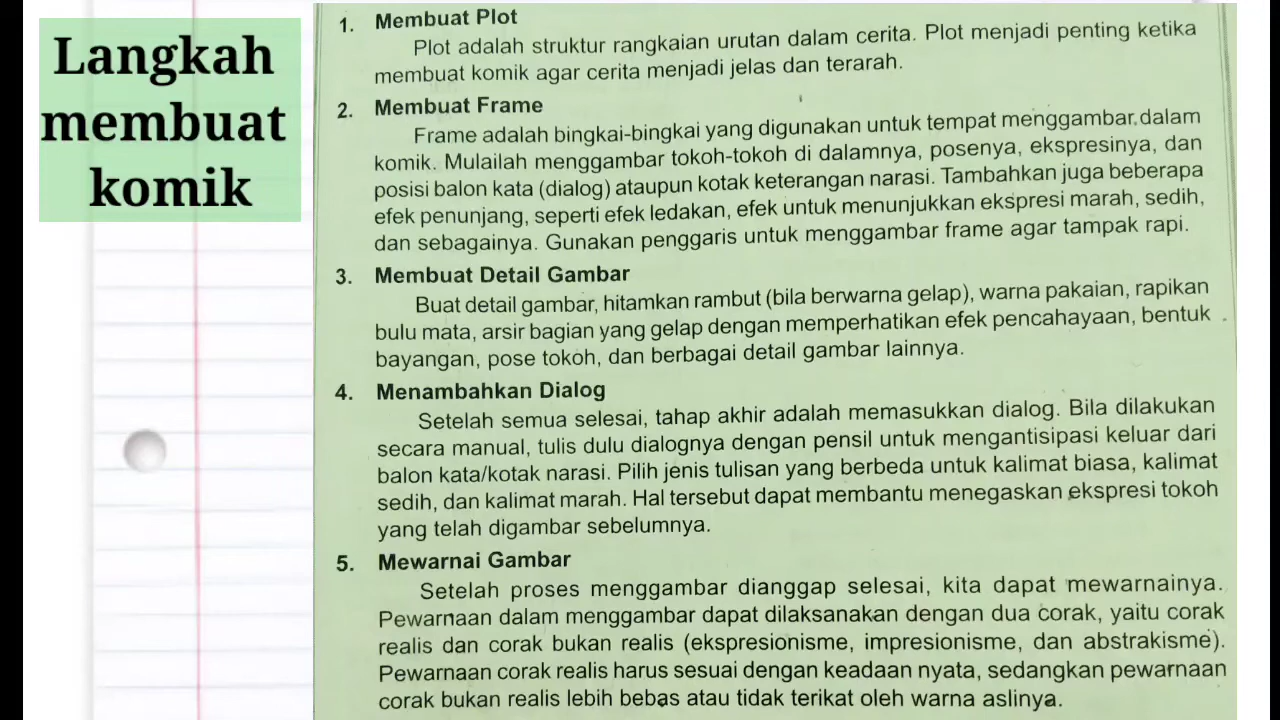 Langkah
membuat
komik
1. Membuat Plot
Plot adalah struktur rangkaian urutan dalam cerita. Plot menjadi penting ketika
membuat komik agar cerita menjadi jelas dan terarah.
2. Membuat Frame
Frame adalah bingkai-bingkai yang digunakan untuk tempat menggambar dalam
komik. Mulailah menggambar tokoh-tokoh di dalamnya, posenya, ekspresinya, dan
posisi balon kata (dialog) ataupun kotak keterangan narasi. Tambahkan juga beberapa
efek penunjang, seperti efek ledakan, efek untuk menunjukkan ekspresi marah, sedih,
dan sebagainya. Gunakan penggaris untuk menggambar frame agar tampak rapi.
3. Membuat Detail Gambar
Buat detail gambar, hitamkan rambut (bila berwarna gelap), warna pakaian, rapikan
bulu mata, arsir bagian yang gelap dengan memperhatikan efek pencahayaan, bentuk
bayangan, pose tokoh, dan berbagai detail gambar lainnya.
4. Menambahkan Dialog
Setelah semua selesai, tahap akhir adalah memasukkan dialog. Bila dilakukan
secara manual, tulis dulu dialognya dengan pensil untuk mengantisipasi keluar dari
balon kata/kotak narasi. Pilih jenis tulisan yang berbeda untuk kalimat biasa, kalimat
sedih, dan kalimat marah. Hal tersebut dapat membantu menegaskan ekspresi tokoh
yang telah digambar sebelumnya.
5. Mewarnai Gambar
Setelah proses menggambar dianggap selesai, kita dapat mewarnainya.
Pewarnaan dalam menggambar dapat dilaksanakan dengan dua corak, yaitu corak
realis dan corak bukan realis (ekspresionisme, impresionisme, dan abstrakisme).
Pewarnaan corak realis harus sesuai dengan keadaan nyata, sedangkan pewarnaan
corak bukan realis lebih bebas atau tidak terikat oleh warna aslinya.